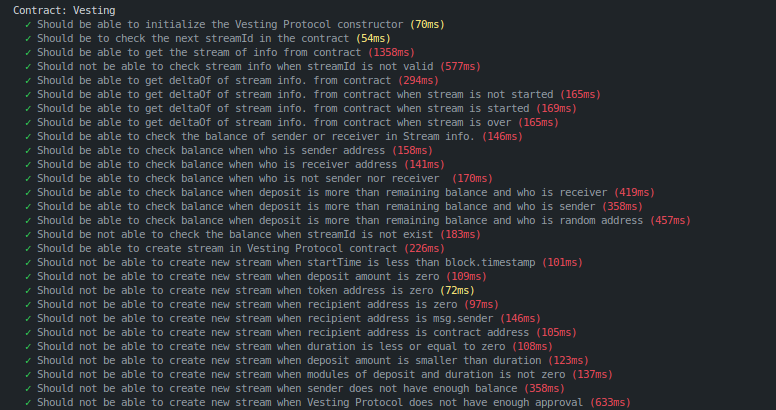 Contract: Vesting
✓ Should be able to initialize the Vesting Protocol constructor (70ms)
✓ Should be to check the next streamId in the contract (54ms)
✓ Should be able to get the stream of info from contract (1358ms)
✓ Should not be able to check stream info when streamId is not valid (577ms)
✓ Should be able to get deltaOf of stream info. from contract (294ms)
✓ Should be able to get deltaOf of stream info. from contract when stream is not started (165ms)
✓ Should be able to get deltaOf of stream info. from contract when stream is started (169ms)
✓ Should be able to get deltaOf of stream info. from contract when stream is over (165ms)
✓ Should be able to check the balance of sender or receiver in Stream info. (146ms)
✓ Should be able to check balance when who is sender address (158ms)
✓ Should be able to check balance when who is receiver address (141ms)
✓ Should be able to check balance when who is not sender nor receiver (170ms)
✓ Should be able to check balance when deposit is more than remaining balance and who is receiver (419ms)
✓ Should be able to check balance when deposit is more than remaining balance and who is sender (358ms)
✓ Should be able to check balance when deposit is more than remaining balance and who is random address (457ms)
✓ Should be not able to check the balance when streamId is not exist (183ms)
✓ Should be able to create stream in Vesting Protocol contract (226ms)
✓ Should not be able to create new stream when startTime is less than block.timestamp (101ms)
✓ Should not be able to create new stream when deposit amount is zero (109ms)
✓ Should not be able to create new stream when token address is zero (72ms)
✓ Should not be able to create new stream when recipient address is zero (97ms)
✓ Should not be able to create new stream when recipient address is msg.sender (146ms)
✓ Should not be able to create new stream when recipient address is contract address (105ms)
✓ Should not be able to create new stream when duration is less or equal to zero (108ms)
✓ Should not be able to create new stream when deposit amount is smaller than duration (123ms)
✓ Should not be able to create new stream when modules of deposit and duration is not zero (137ms)
✓ Should not be able to create new stream when sender does not have enough balance (358ms)
✓ Should not be able to create new stream when Vesting Protocol does not have enough approval (633ms)